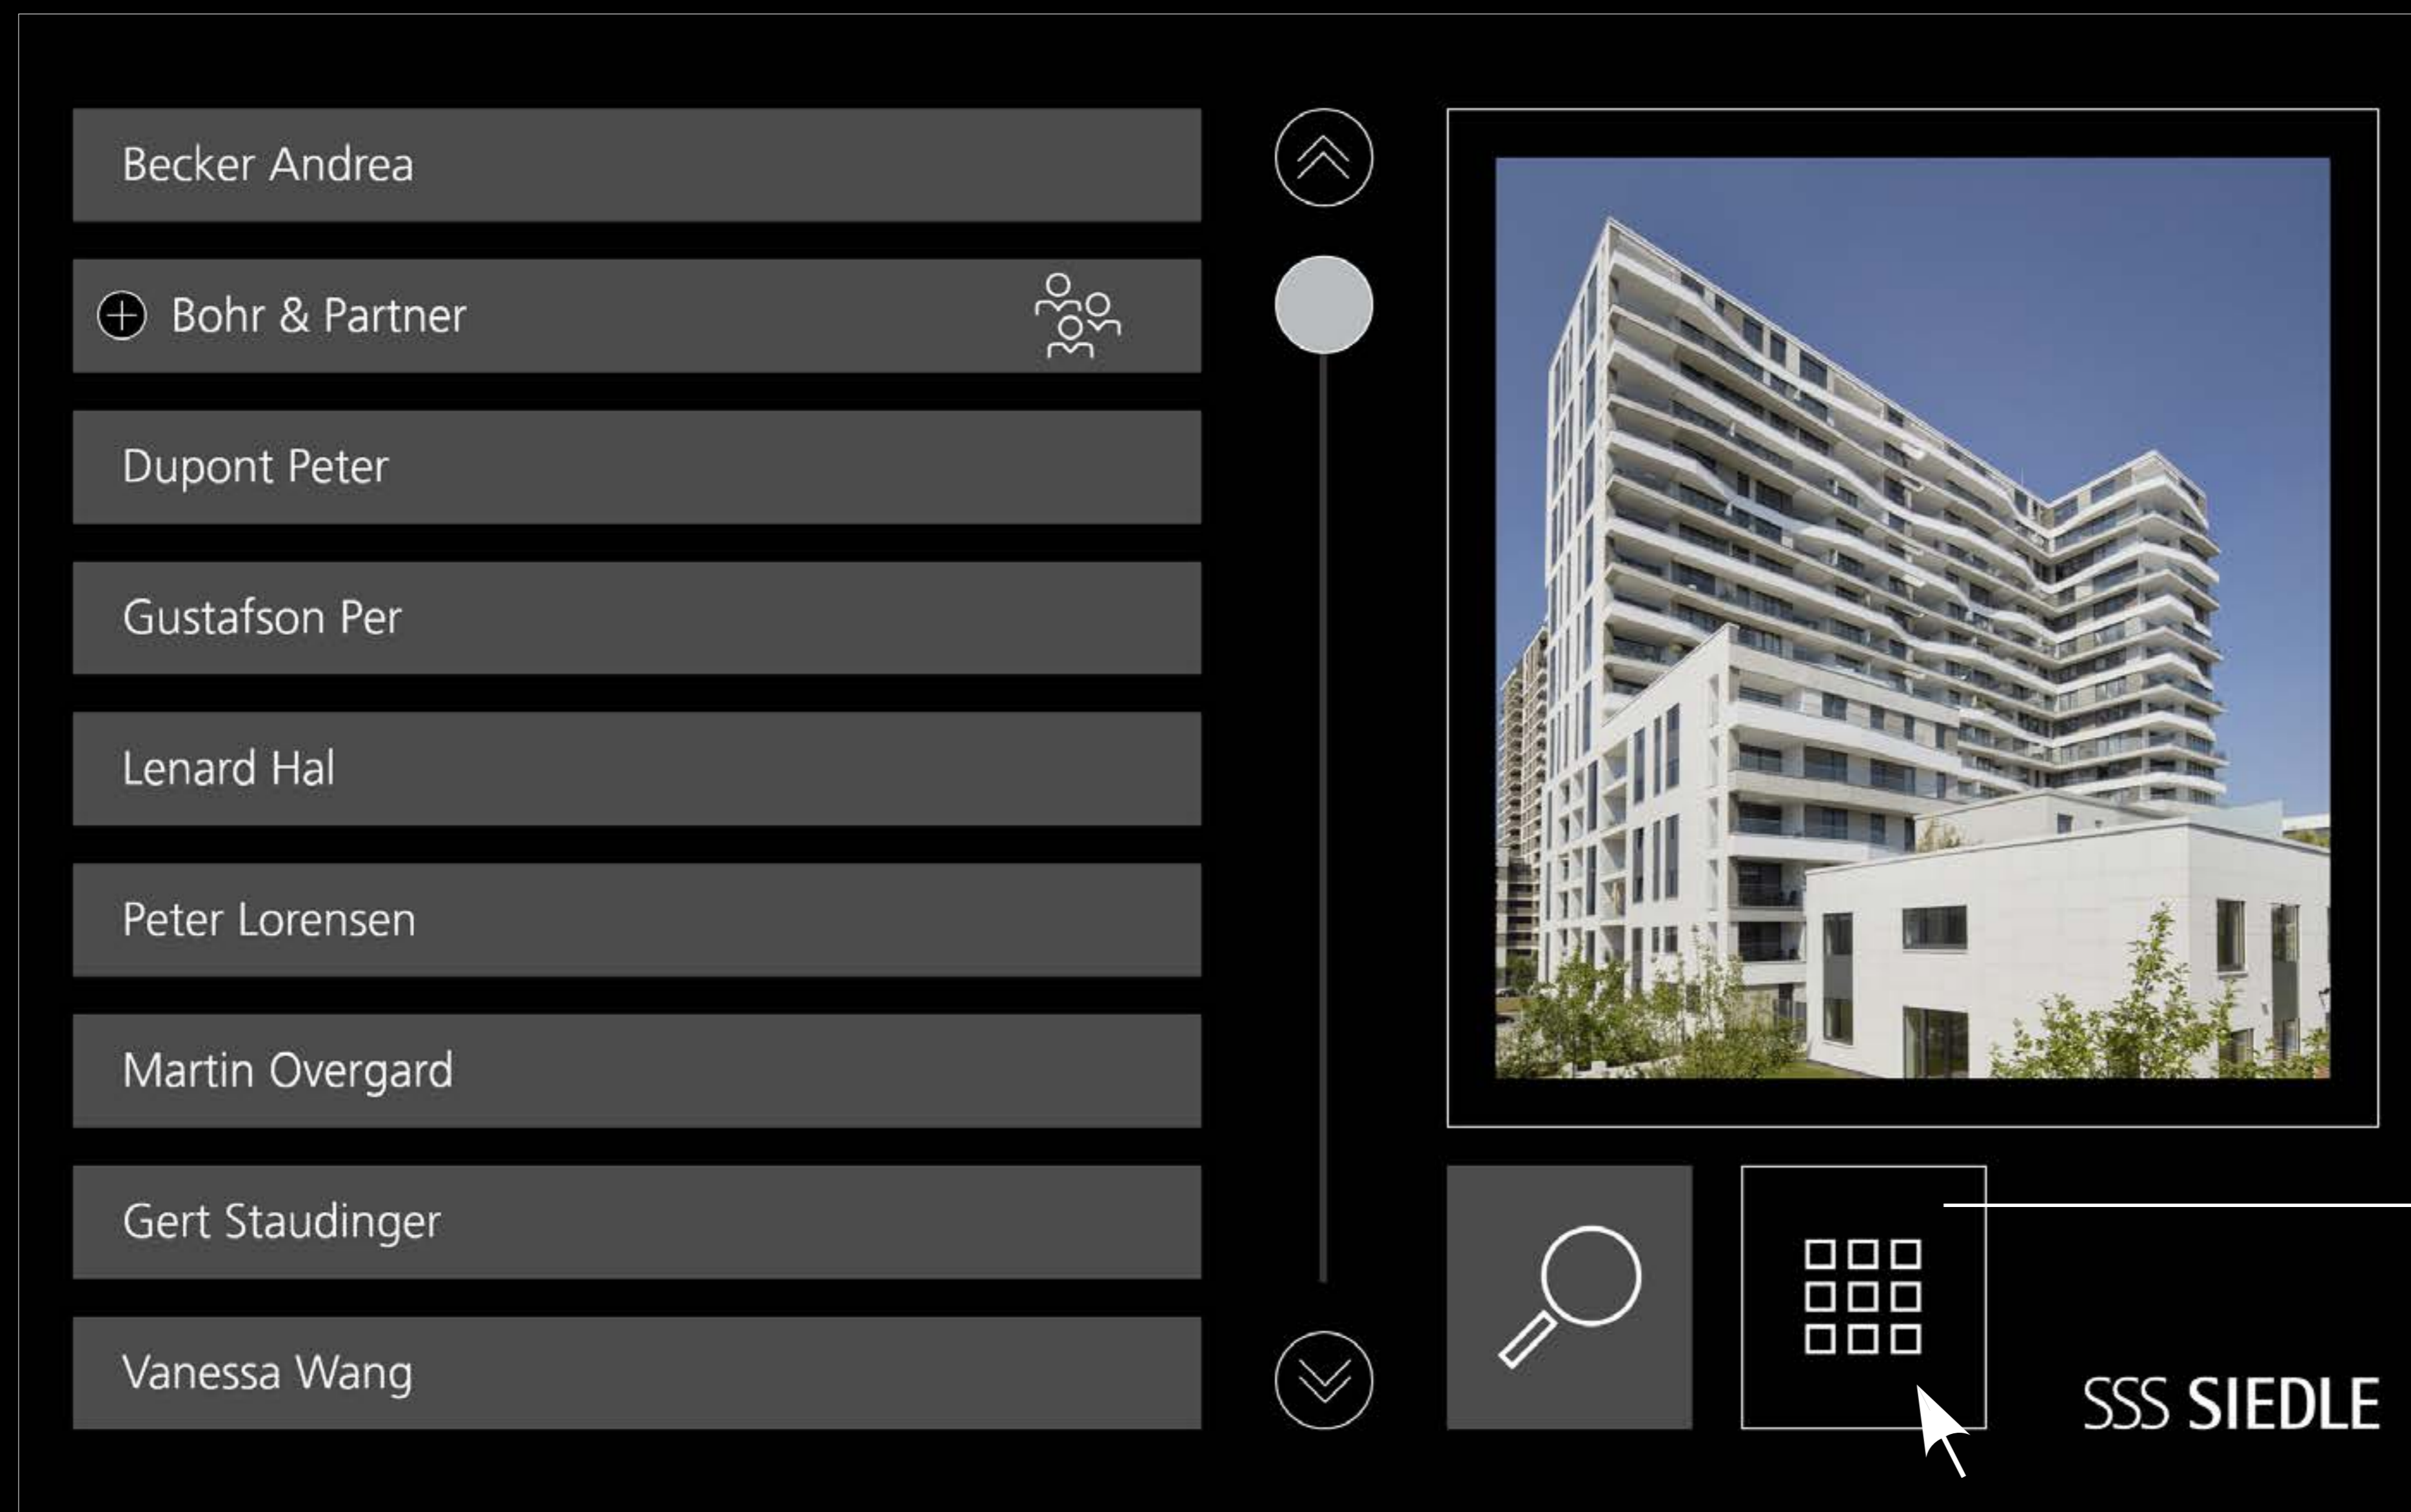 Becker Andrea
Bohr & Partner
Dupont Peter
Gustafson Per
Lenard Hal
Peter Lorensen
Martin Overgard
Gert Staudinger
Vanessa Wang
SSS SIEDLE